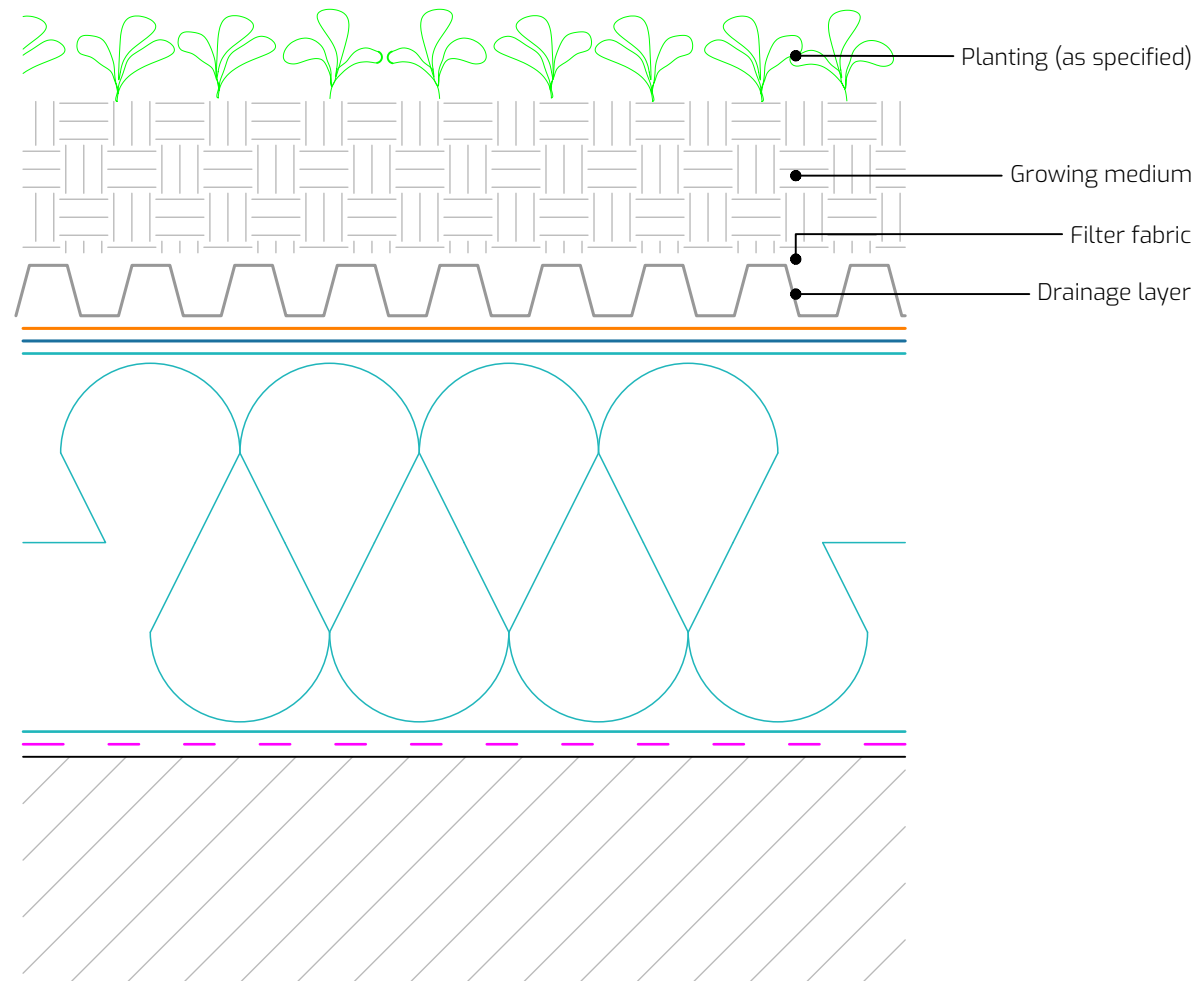 Planting (as specified)
Growing medium
Filter fabric
Drainage layer